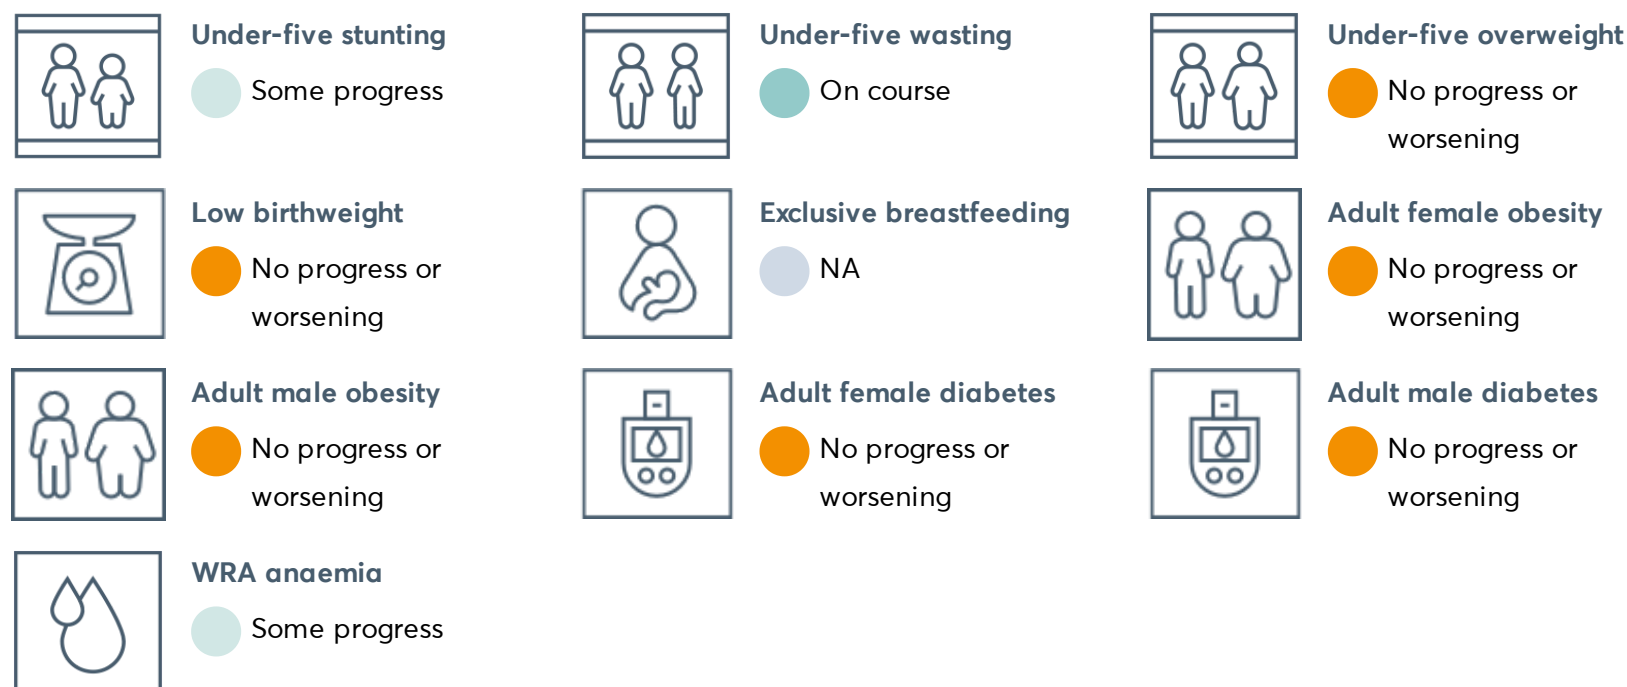 Under-five stunting
Some progress
Under-five wasting
On course
Under-five overweight
No progress or
worsening
Low birthweight
No progress or
worsening
Exclusive breastfeeding
NA
Adult female obesity
No progress or
worsening
Adult male obesity
No progress or
worsening
Adult female diabetes
No progress or
worsening
Adult male diabetes
No progress or
worsening
WRA anaemia
Some progress